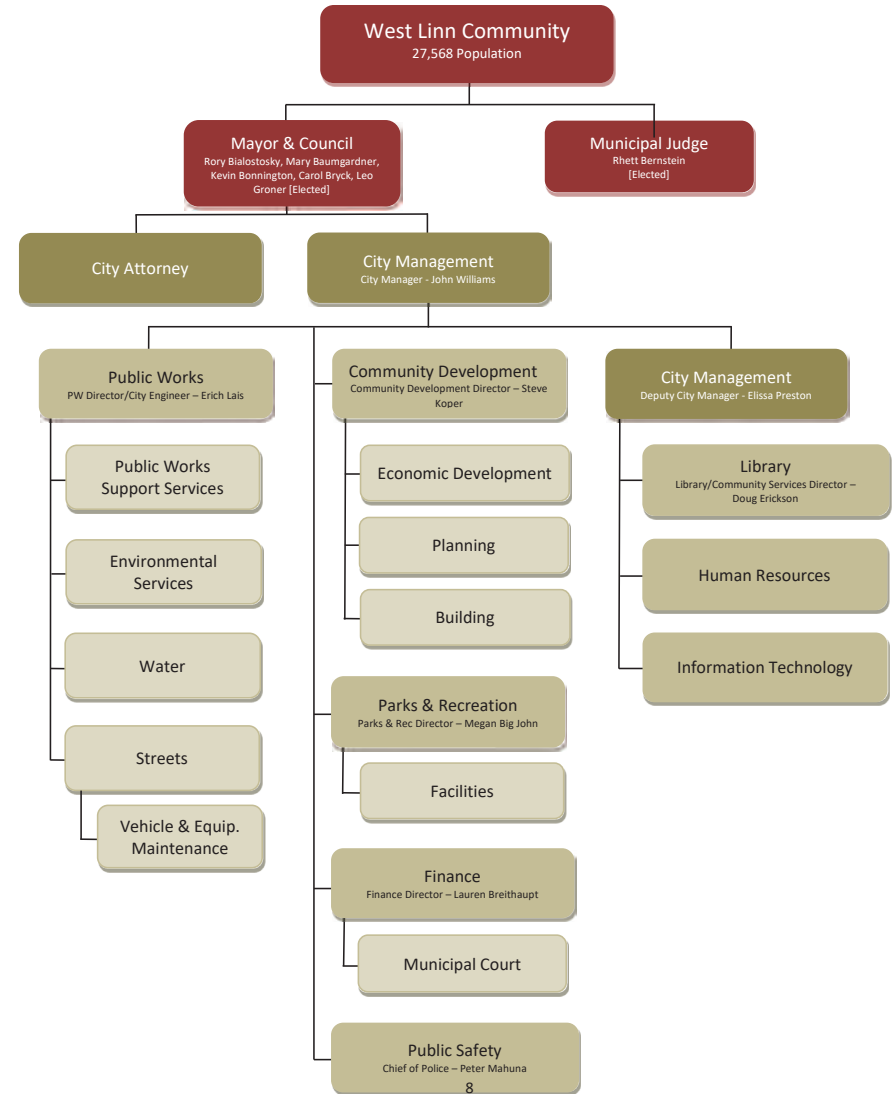 West Linn Community
27,568 Population
Mayor & Council
Rory Bialostosky, Mary Baumgardner,
Kevin Bonnington, Carol Bryck, Leo
Groner [Elected]
Municipal Judge
Rhett Bernstein
[Elected]
City Attorney
City Management
City Manager - John Williams
Public Works
PW Director/City Engineer – Erich Lais
Public Works
Support Services
Environmental
Services
Water
Streets
Vehicle & Equip.
Maintenance
Community Development
Community Development Director – Steve
Koper
Economic Development
Planning
Building
Parks & Recreation
Parks & Rec Director – Megan Big John
Facilities
Finance
Finance Director – Lauren Breithaupt
Municipal Court
Public Safety
Chief of Police – Peter Mahuna
City Management
Deputy City Manager - Elissa Preston
Library
Library/Community Services Director –
Doug Erickson
Human Resources
Information Technology
8